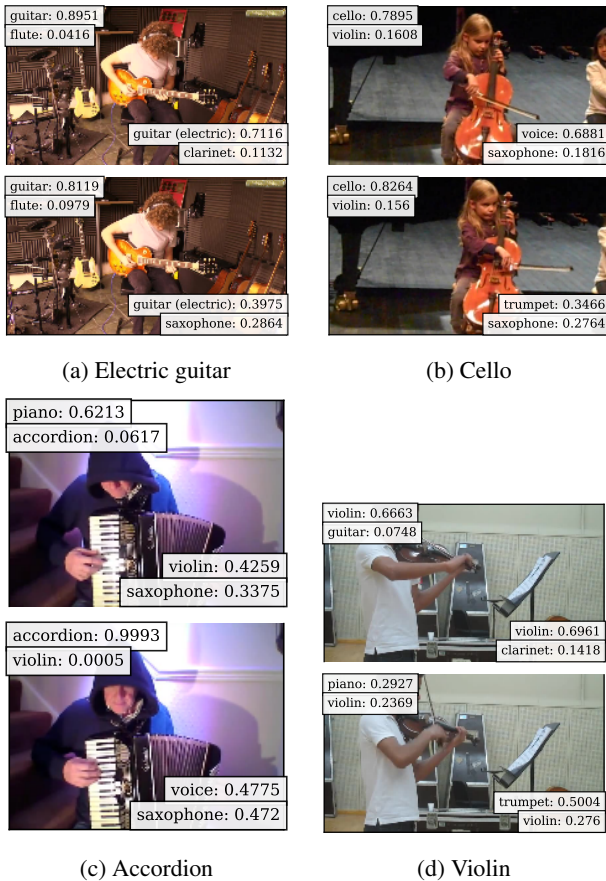 guitar: 0.8951
flute: 0.0416
guitar (electric): 0.7116
clarinet: 0.1132
guitar: 0.8119
flute: 0.0979
guitar (electric): 0.3975
saxophone: 0.2864
(a) Electric guitar
cello: 0.7895
violin: 0.1608
voice: 0.6881
saxophone: 0.1816
cello: 0.8264
violin: 0.156
trumpet: 0.3466
saxophone: 0.2764
(b) Cello
piano: 0.6213
accordion: 0.0617
violin: 0.4259
saxophone: 0.3375
accordion: 0.9993
violin: 0.0005
voice: 0.4775
saxophone: 0.472
(c) Accordion
violin: 0.6663
guitar: 0.0748
violin: 0.6961
clarinet: 0.1418
piano: 0.2927
violin: 0.2369
trumpet: 0.5004
violin: 0.276
(d) Violin